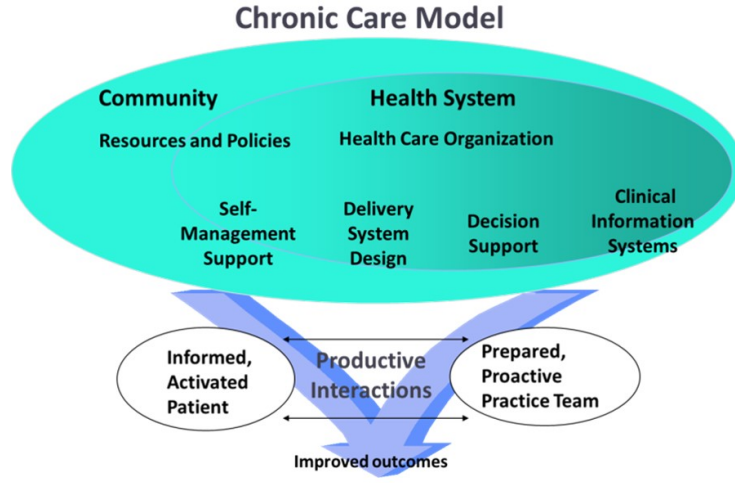 Chronic Care Model
Community
Health System
Resources and Policies
Health Care Organization
Self-
Management
Support
Delivery
System
Design
Decision
Support
Clinical
Information
Systems
Informed,
Activated
Patient
Productive
Interactions
Prepared,
Proactive
Practice Team
Improved outcomes